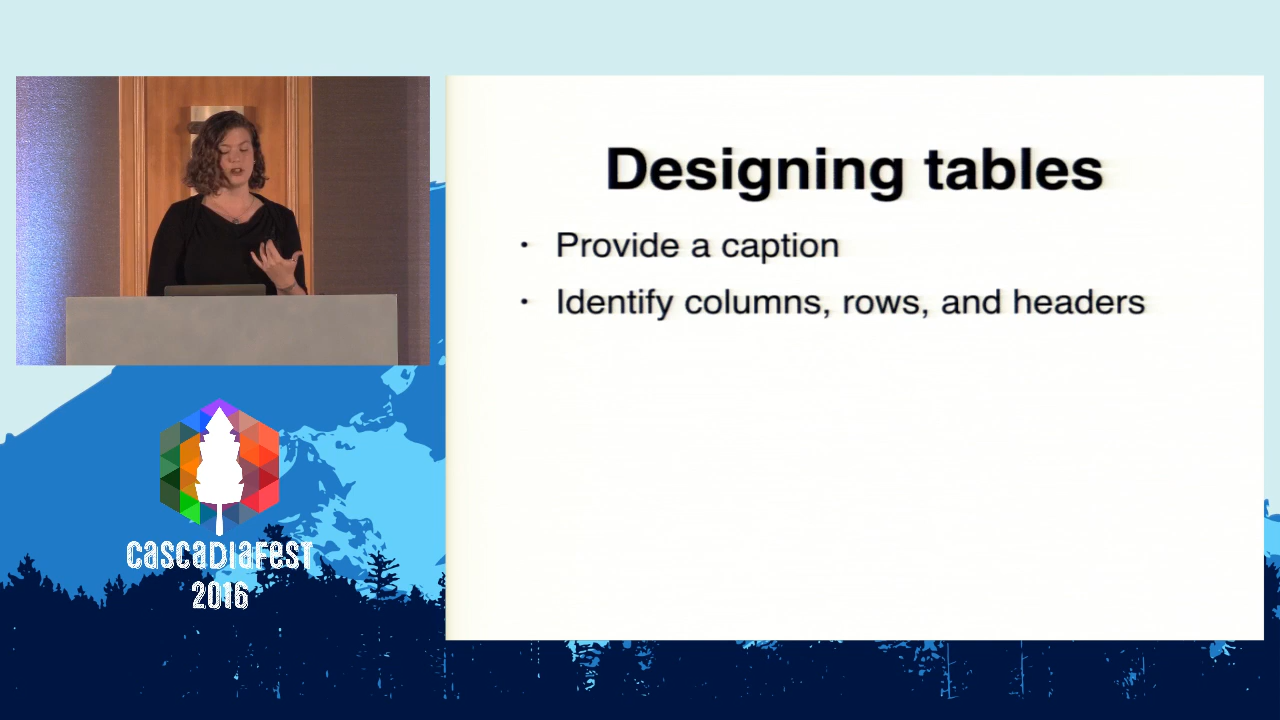 Designing tables
· Provide a caption
· Identify columns, rows, and headers
CASCADIAFEST
2016